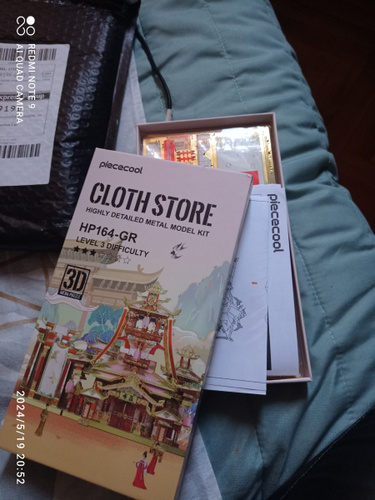 REDMI NOTE 9
AI QUAD CAMERA
piececool
CLOTH STORE
HIGHLY DETAILED METAL MODEL KIT
HP164-GR
LEVEL 3 DIFFICULTY
★★★☆☆☆
3D
piececool
2024/5/19 20:52